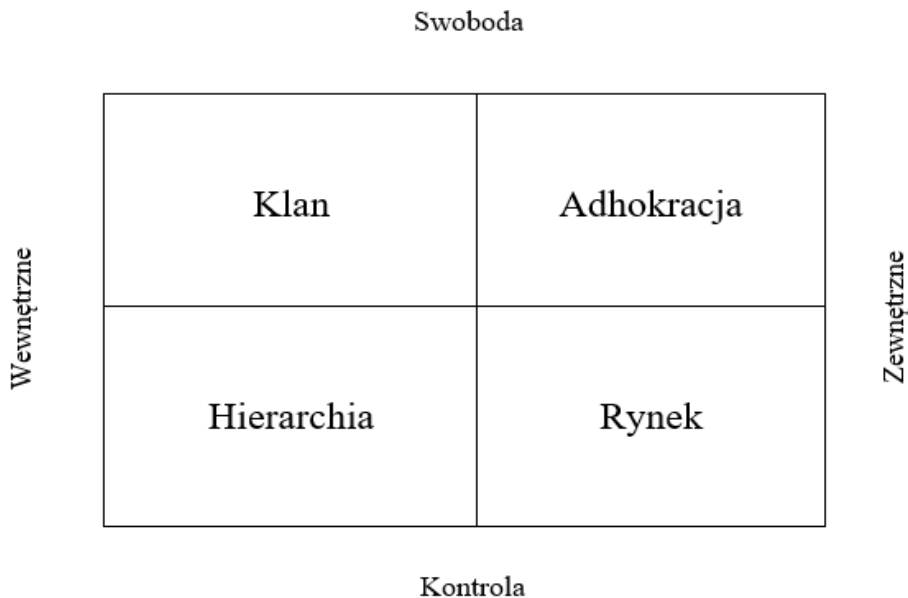 Swoboda
Klan
Adhokracja
Wewnętrzne
Zewnętrzne
Hierarchia
Rynek
Kontrola